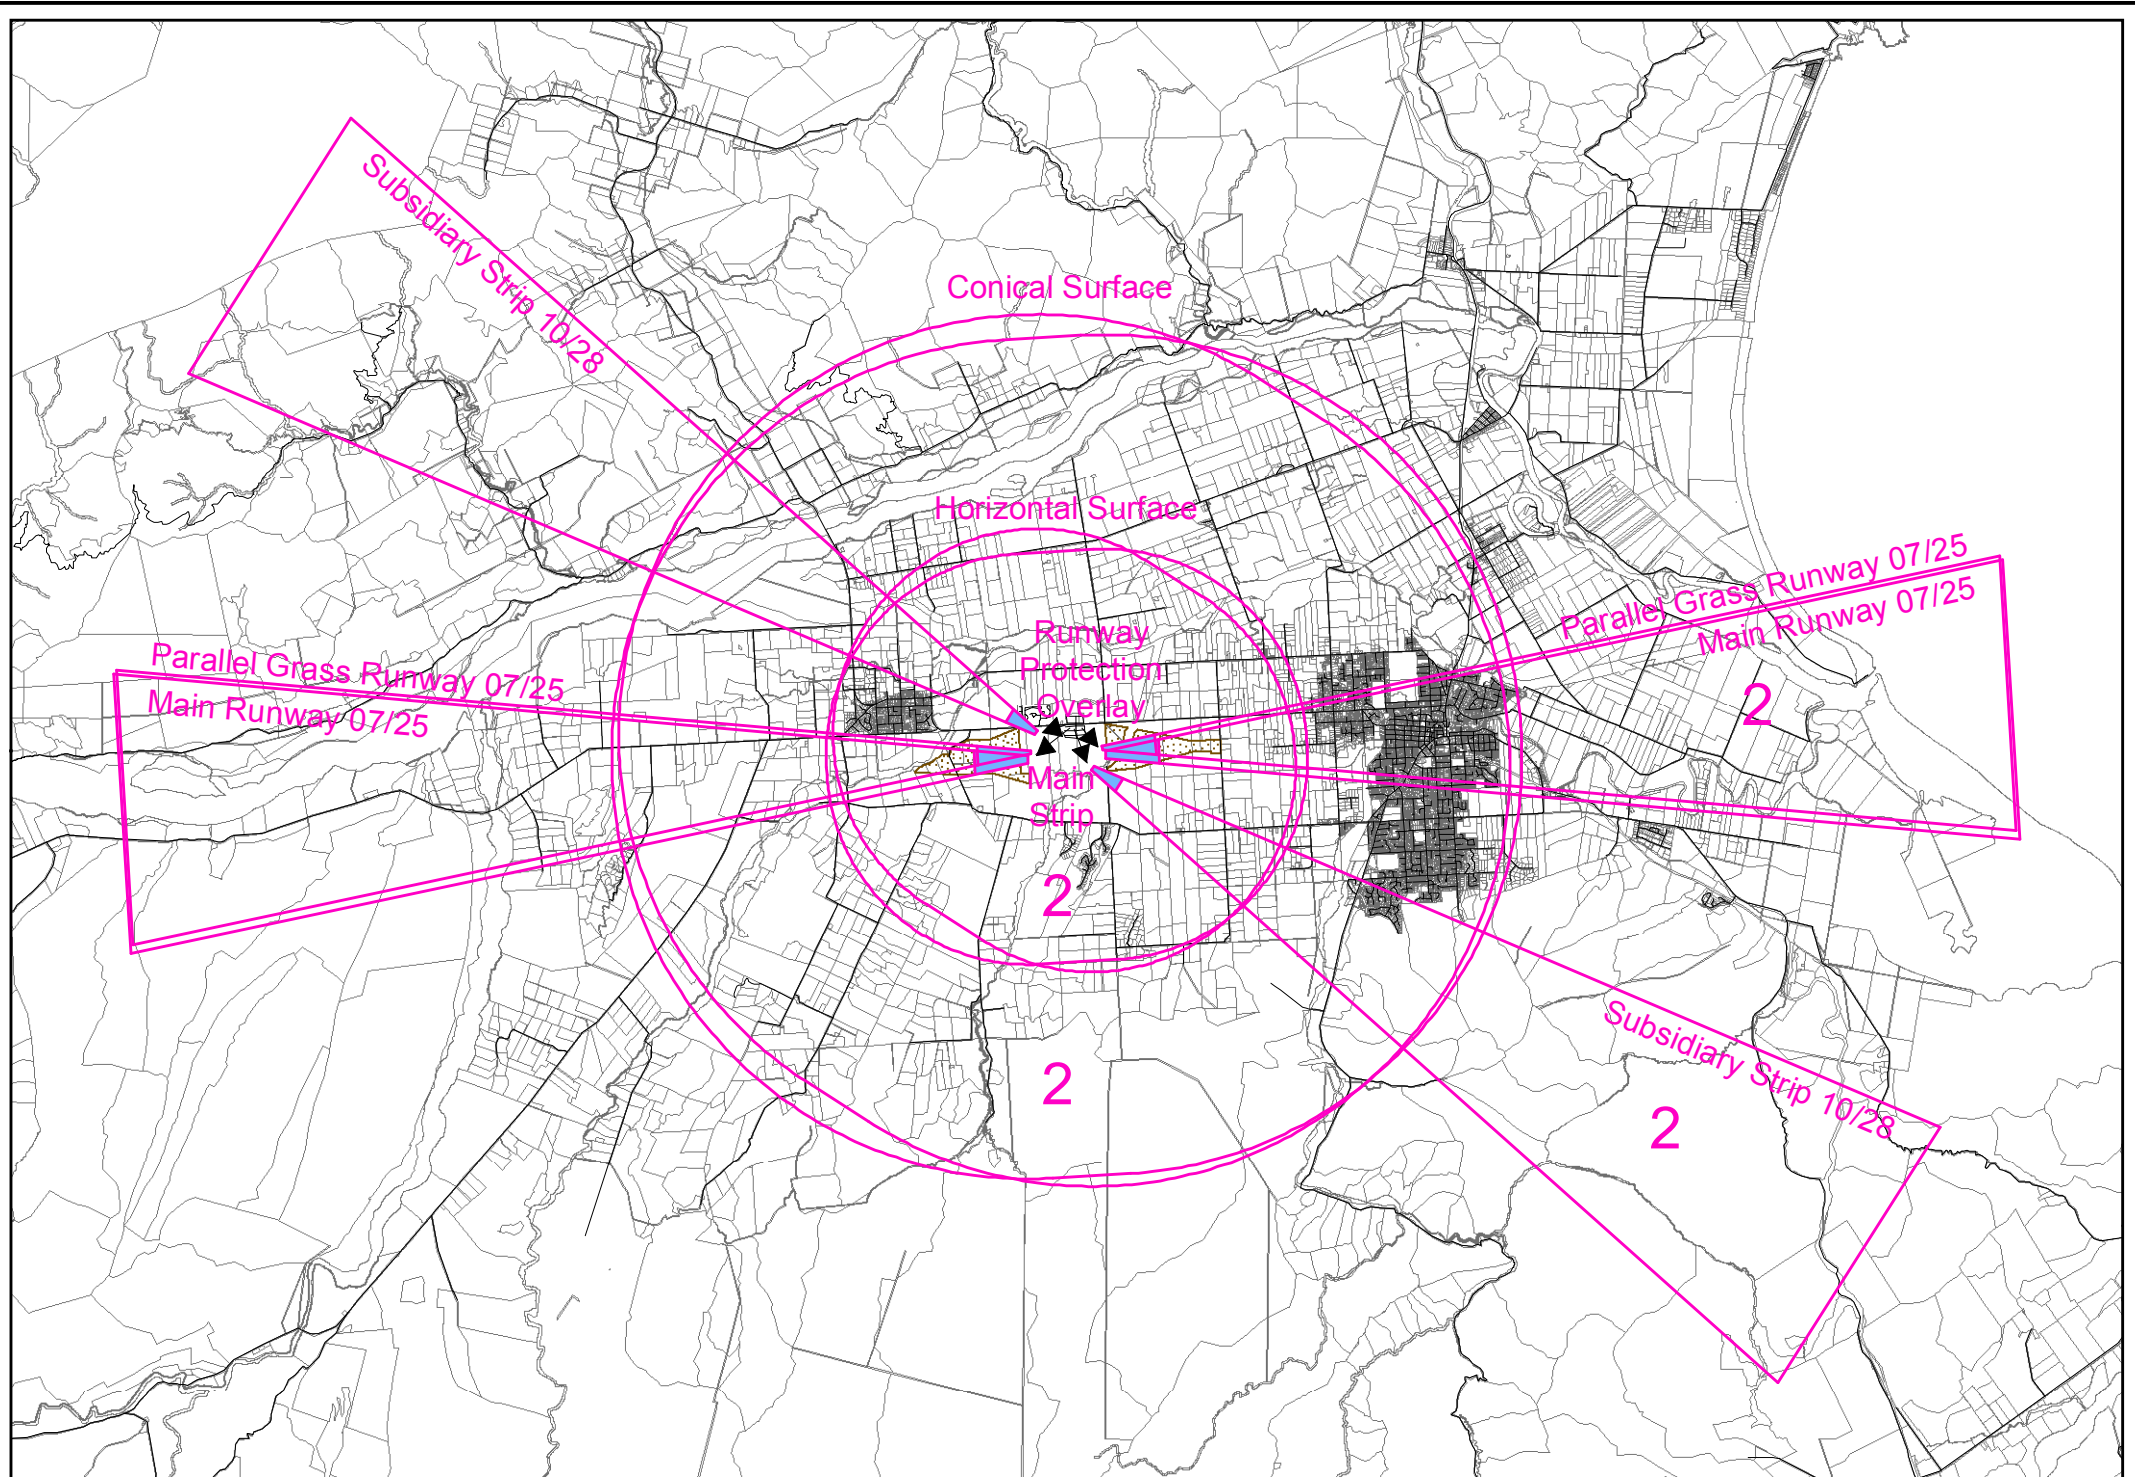 Subsidiary Strip 10/28
Conical Surface
Horizontal Surface
Parallel Grass Runway 07/25
Main Runway 07/25
Runway
Protection
Overlay
Parallel Grass Runway 07/25
Main Runway 07/25
2
Main
Strip
2
Subsidiary Strip 10/28
2
2